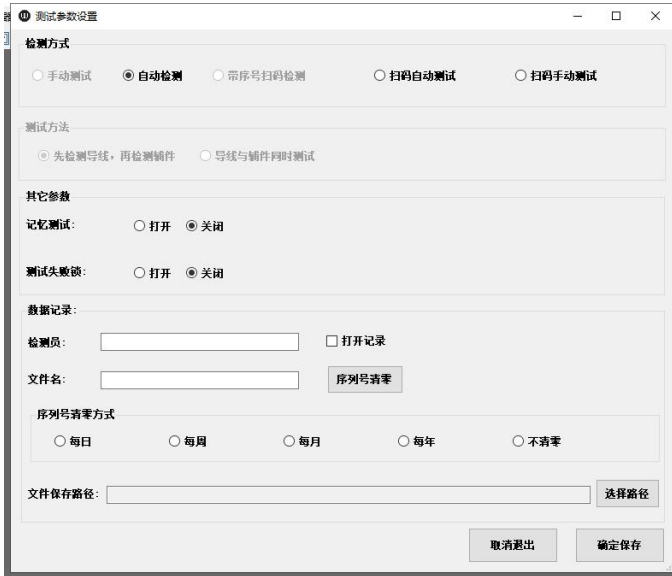 测试参数设置
检测方式
手动测试 自动检测 带序号扫码检测 扫码自动测试 扫码手动测试
测试方法
先检测导线，再检测辅件 导线与辅件同时测试
其它参数
记忆测试： 打开 关闭
测试失败锁： 打开 关闭
数据记录：
检测员： 打开记录
文件名： 序列号清零
序列号清零方式
每日 每周 每月 每年 不清零
文件保存路径： 选择路径
取消退出 确定保存